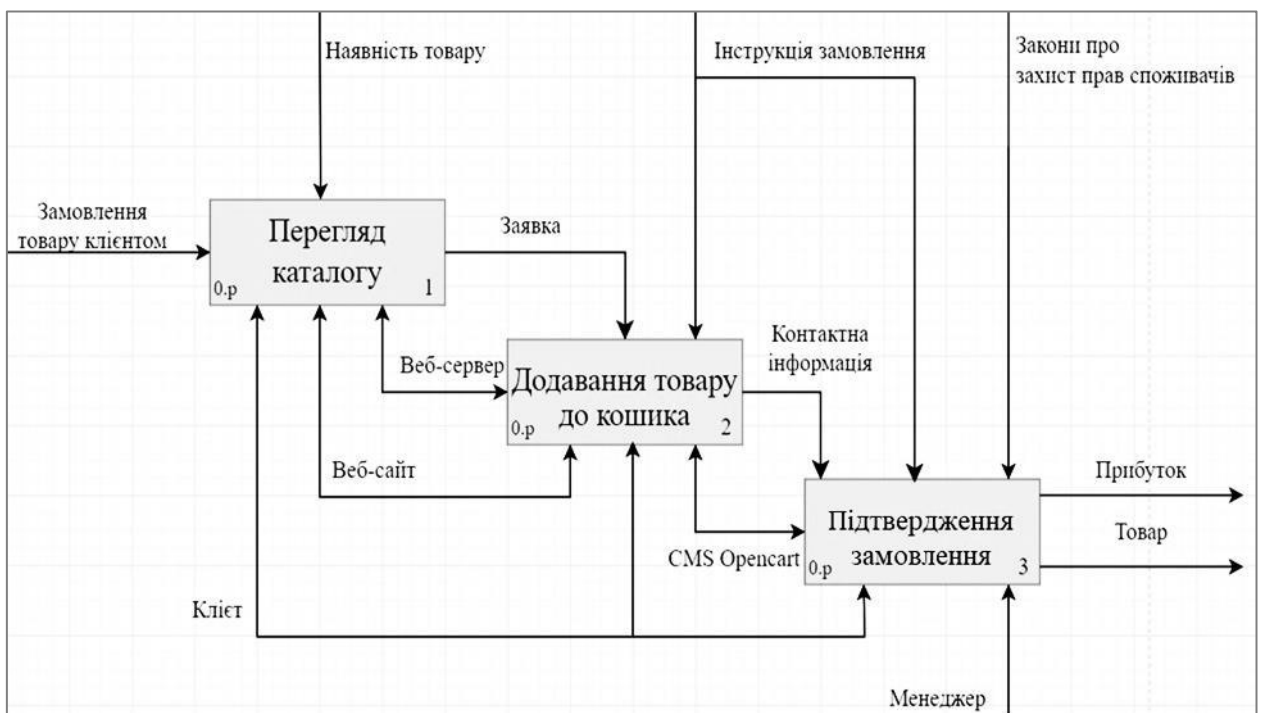 Наявність товару
Інструкція замовлення
Закони про
захист прав споживачів
Замовлення
товару клієнтом
Перегляд
каталогу
0.р
1
Заявка
Веб-сервер
Додавання товару
до кошика
0.р
2
Контактна
інформація
Веб-сайт
Підтвердження
замовлення
0.р
3
Прибуток
Товар
CMS Opencart
Клієт
Менеджер